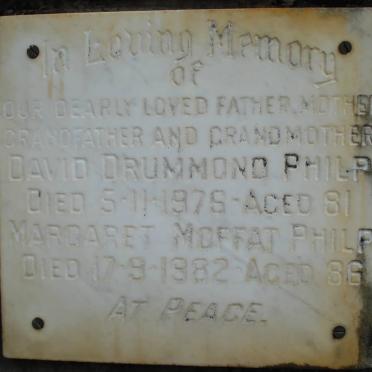 In Loving Memory
of
OUR DEARLY LOVED FATHER, MOTHER
GRANDFATHER AND GRANDMOTHER
DAVID DRUMMOND PHILP
DIED 5-11-1979-AGED 81
MARGARET MOFFAT PHILP
DIED 17-9-1982-AGED 86
AT PEACE.